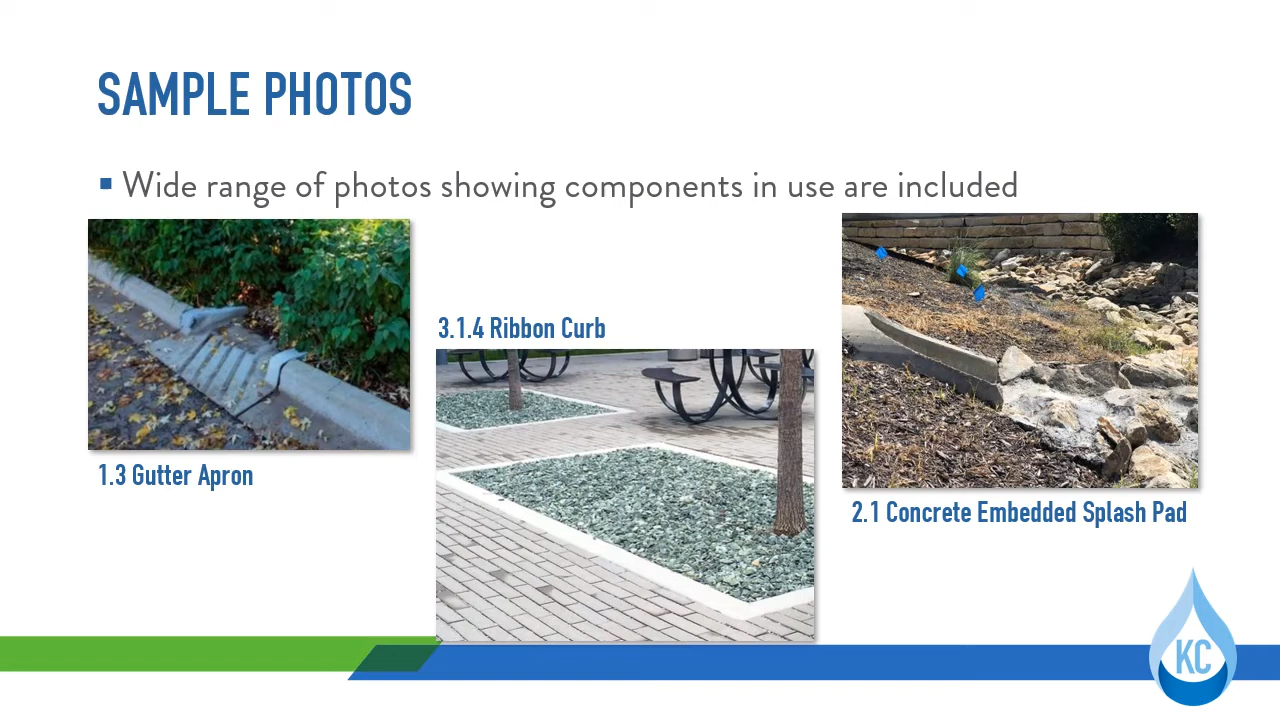 SAMPLE PHOTOS
Wide range of photos showing components in use are included
3.1.4 Ribbon Curb
1.3 Gutter Apron
2.1 Concrete Embedded Splash Pad
KC